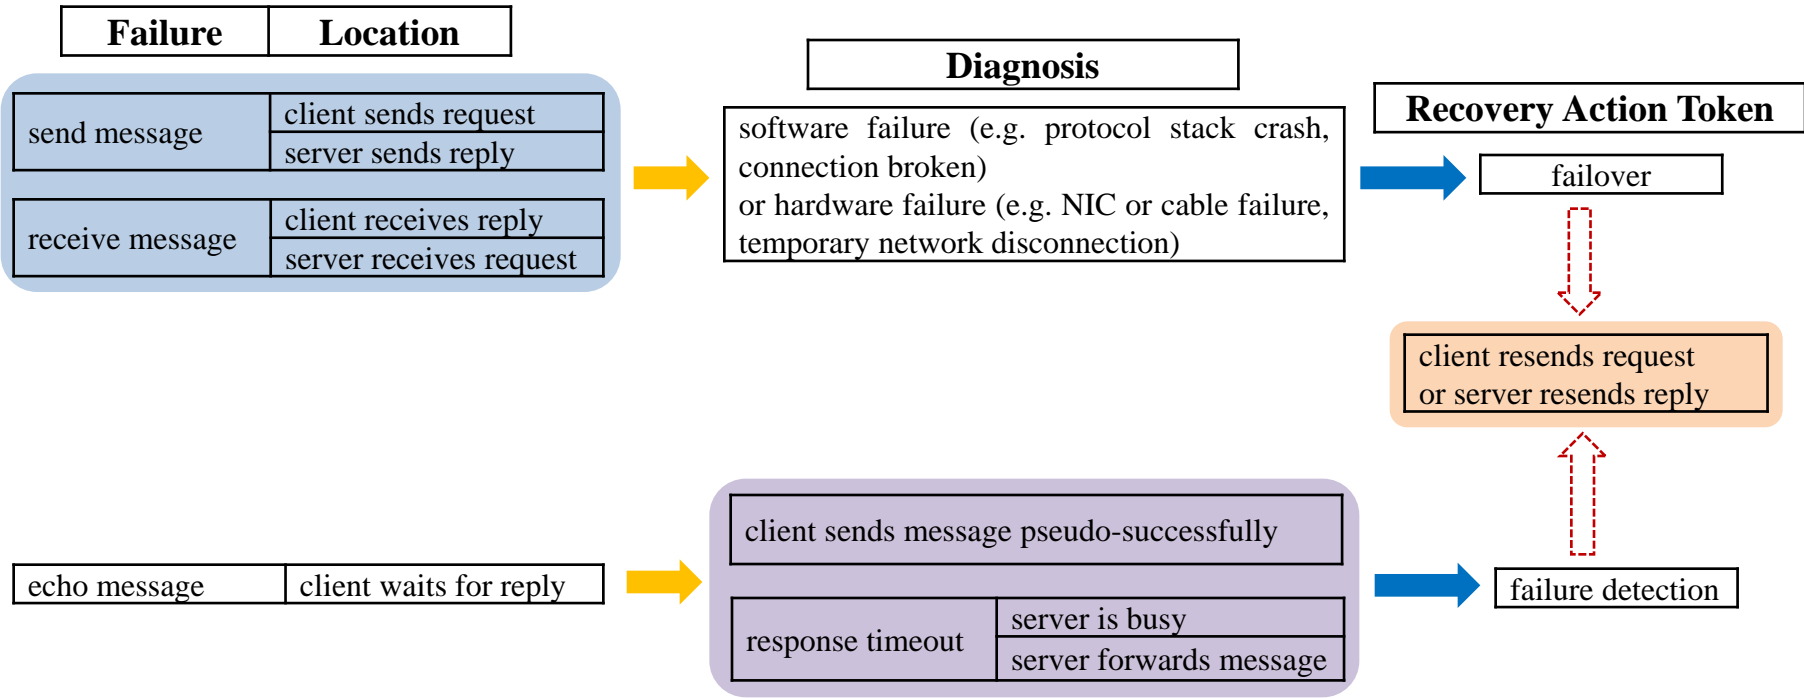 Failure
Location
Diagnosis
Recovery Action Token
send message
client sends request
server sends reply
receive message
client receives reply
server receives request
software failure (e.g. protocol stack crash,
connection broken)
or hardware failure (e.g. NIC or cable failure,
temporary network disconnection)
failover
client resends request
or server resends reply
echo message
client waits for reply
client sends message pseudo-successfully
response timeout
server is busy
server forwards message
failure detection